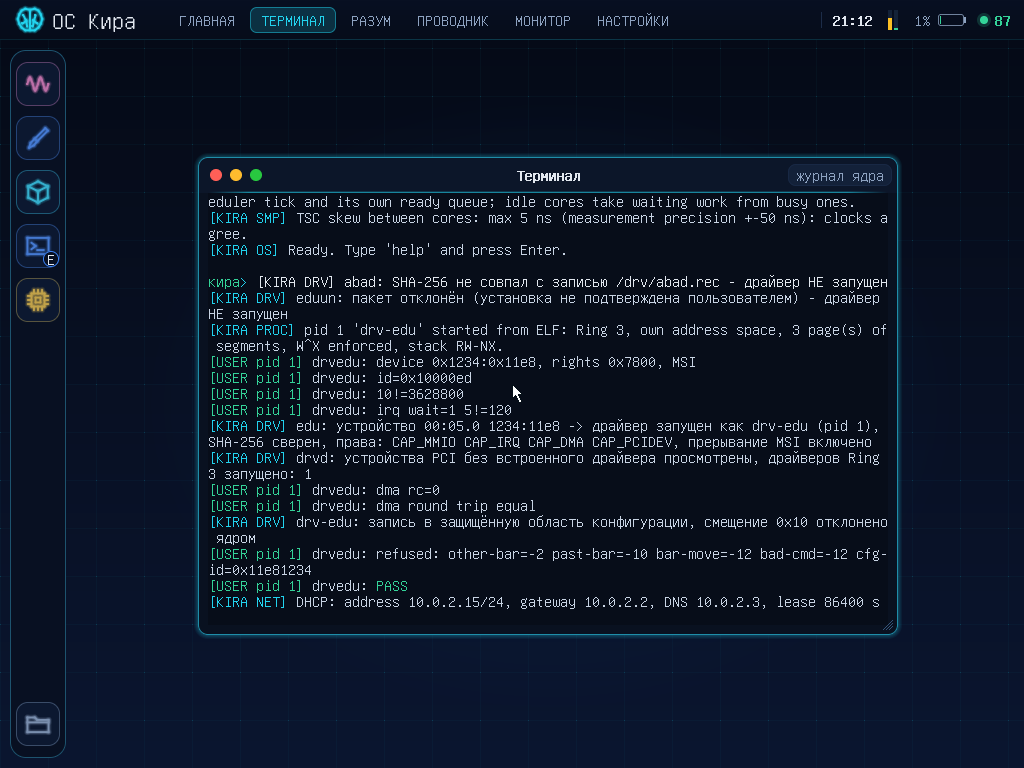 ОС Кира
ГЛАВНАЯ
ТЕРМИНАЛ
РАЗУМ
ПРОВОДНИК
МОНИТОР
НАСТРОЙКИ
21:12
1%
87
E
Терминал
журнал ядра
eduler tick and its own ready queue; idle cores take waiting work from busy ones.
[KIRA SMP] TSC skew between cores: max 5 ns (measurement precision +-50 ns): clocks a
gree.
[KIRA OS] Ready. Type 'help' and press Enter.
кира> [KIRA DRV] abad: SHA-256 не совпал с записью /drv/abad.rec - драйвер НЕ запущен
[KIRA DRV] eduun: пакет отклонён (установка не подтверждена пользователем) - драйвер
НЕ запущен
[KIRA PROC] pid 1 'drv-edu' started from ELF: Ring 3, own address space, 3 page(s) of
segments, W^X enforced, stack RW-NX.
[USER pid 1] drvedu: device 0x1234:0x11e8, rights 0x7800, MSI
[USER pid 1] drvedu: id=0x10000ed
[USER pid 1] drvedu: 10!=3628800
[USER pid 1] drvedu: irq wait=1 5!=120
[KIRA DRV] edu: устройство 00:05.0 1234:11e8 -> драйвер запущен как drv-edu (pid 1),
SHA-256 сверен, права: CAP_MMIO CAP_IRQ CAP_DMA CAP_PCIDEV, прерывание MSI включено
[KIRA DRV] drvd: устройства PCI без встроенного драйвера просмотрены, драйверов Ring
3 запущено: 1
[USER pid 1] drvedu: dma rc=0
[USER pid 1] drvedu: dma round trip equal
[KIRA DRV] drv-edu: запись в защищённую область конфигурации, смещение 0x10 отклонено
ядром
[USER pid 1] drvedu: refused: other-bar=-2 past-bar=-10 bar-move=-12 bad-cmd=-12 cfg-
id=0x11e81234
[USER pid 1] drvedu: PASS
[KIRA NET] DHCP: address 10.0.2.15/24, gateway 10.0.2.2, DNS 10.0.2.3, lease 86400 s